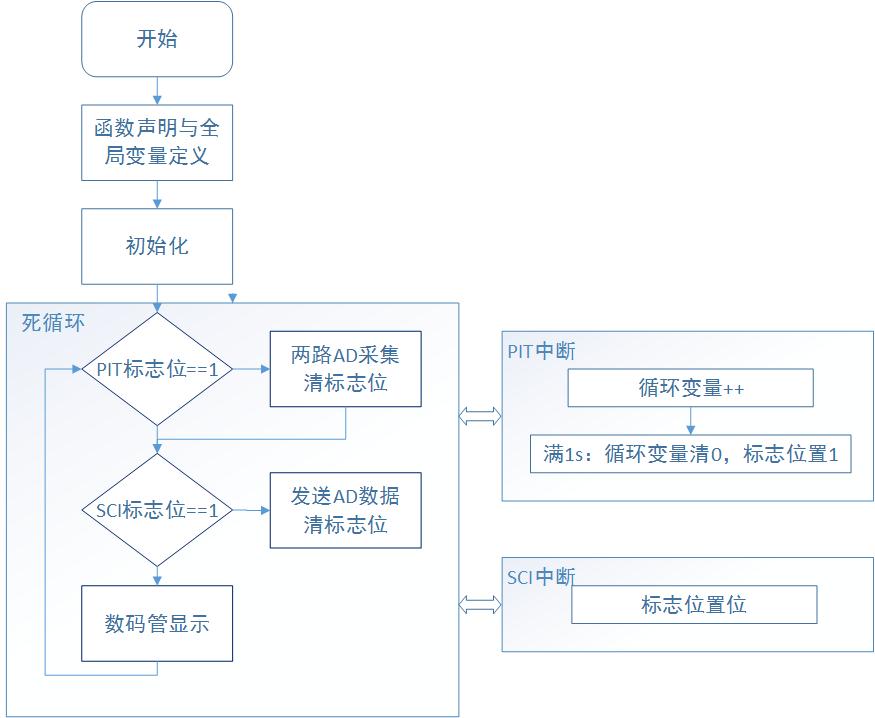 开始
函数声明与全
局变量定义
初始化
死循环
PIT标志位==1
两路AD采集
清标志位
SCI标志位==1
发送AD数据
清标志位
数码管显示
PIT中断
循环变量++
满1s：循环变量清0，标志位置1
SCI中断
标志位置位